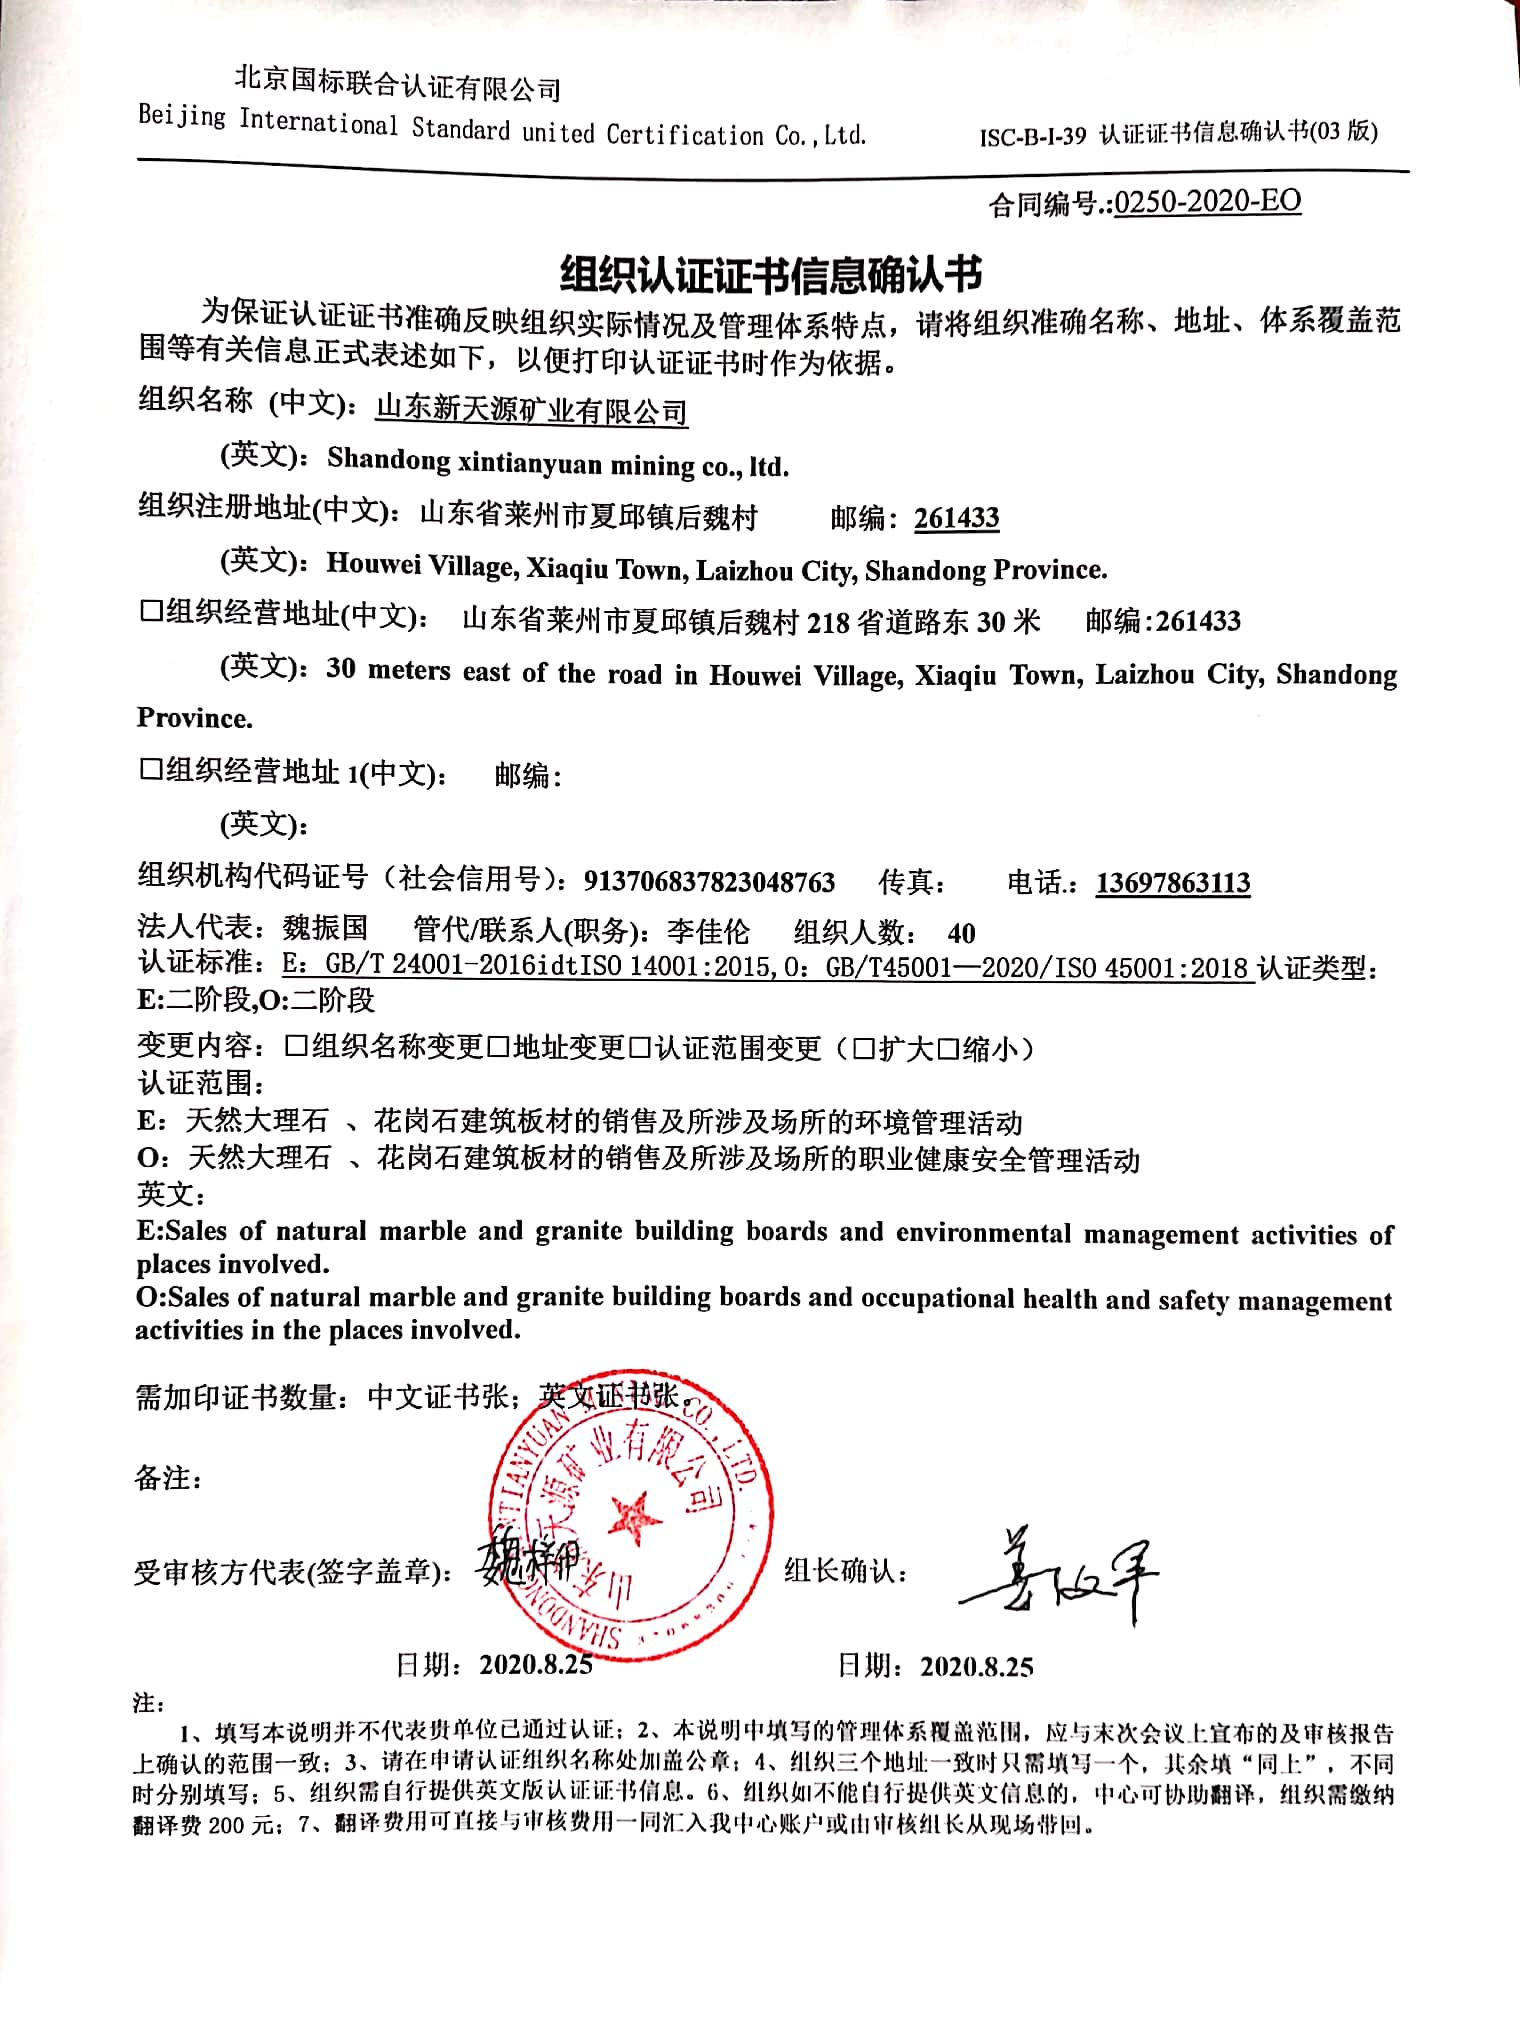 北京国标联合认证有限公司
Beijing International Standard united Certification Co.,Ltd.
ISC-B-I-39 认证证书信息确认书(03 版)
合同编号.:0250-2020-EO
组织认证证书信息确认书
为保证认证证书准确反映组织实际情况及管理体系特点，请将组织准确名称、地址、体系覆盖范
围等有关信息正式表述如下，以便打印认证证书时作为依据。
组织名称 (中文)：山东新天源矿业有限公司
(英文)：Shandong xintianyuan mining co., ltd.
组织注册地址(中文)：山东省莱州市夏邱镇后魏村 邮编：261433
(英文)：Houwei Village, Xiaqiu Town, Laizhou City, Shandong Province.
□组织经营地址(中文)： 山东省莱州市夏邱镇后魏村 218 省道路东 30 米 邮编:261433
(英文)：30 meters east of the road in Houwei Village, Xiaqiu Town, Laizhou City, Shandong
Province.
□组织经营地址 1(中文)： 邮编：
(英文)：
组织机构代码证号（社会信用号）：913706837823048763 传真： 电话.：13697863113
法人代表：魏振国 管代/联系人(职务)：李佳伦 组织人数： 40
认证标准：E：GB/T 24001-2016idtISO 14001:2015,O：GB/T45001—2020/ISO 45001:2018 认证类型：
E:二阶段,O:二阶段
变更内容：□组织名称变更□地址变更□认证范围变更（□扩大□缩小）
认证范围：
E：天然大理石 、花岗石建筑板材的销售及所涉及场所的环境管理活动
O：天然大理石 、花岗石建筑板材的销售及所涉及场所的职业健康安全管理活动
英文：
E:Sales of natural marble and granite building boards and environmental management activities of
places involved.
O:Sales of natural marble and granite building boards and occupational health and safety management
activities in the places involved.
需加印证书数量：中文证书张；英文证书张。
备注：
受审核方代表(签字盖章)： 组长确认：
山东新天源矿业有限公司
SHANDONG XINTIANYUAN MINING CO., LTD.
日期：2020.8.25 日期：2020.8.25
注：
1、填写本说明并不代表贵单位已通过认证；2、本说明中填写的管理体系覆盖范围，应与末次会议上宣布的及审核报告
上确认的范围一致；3、请在申请认证组织名称处加盖公章；4、组织三个地址一致时只需填写一个，其余填“同上”，不同
时分别填写；5、组织需自行提供英文版认证证书信息。6、组织如不能自行提供英文信息的，中心可协助翻译，组织需缴纳
翻译费 200 元；7、翻译费用可直接与审核费用一同汇入我中心账户或由审核组长从现场带回。